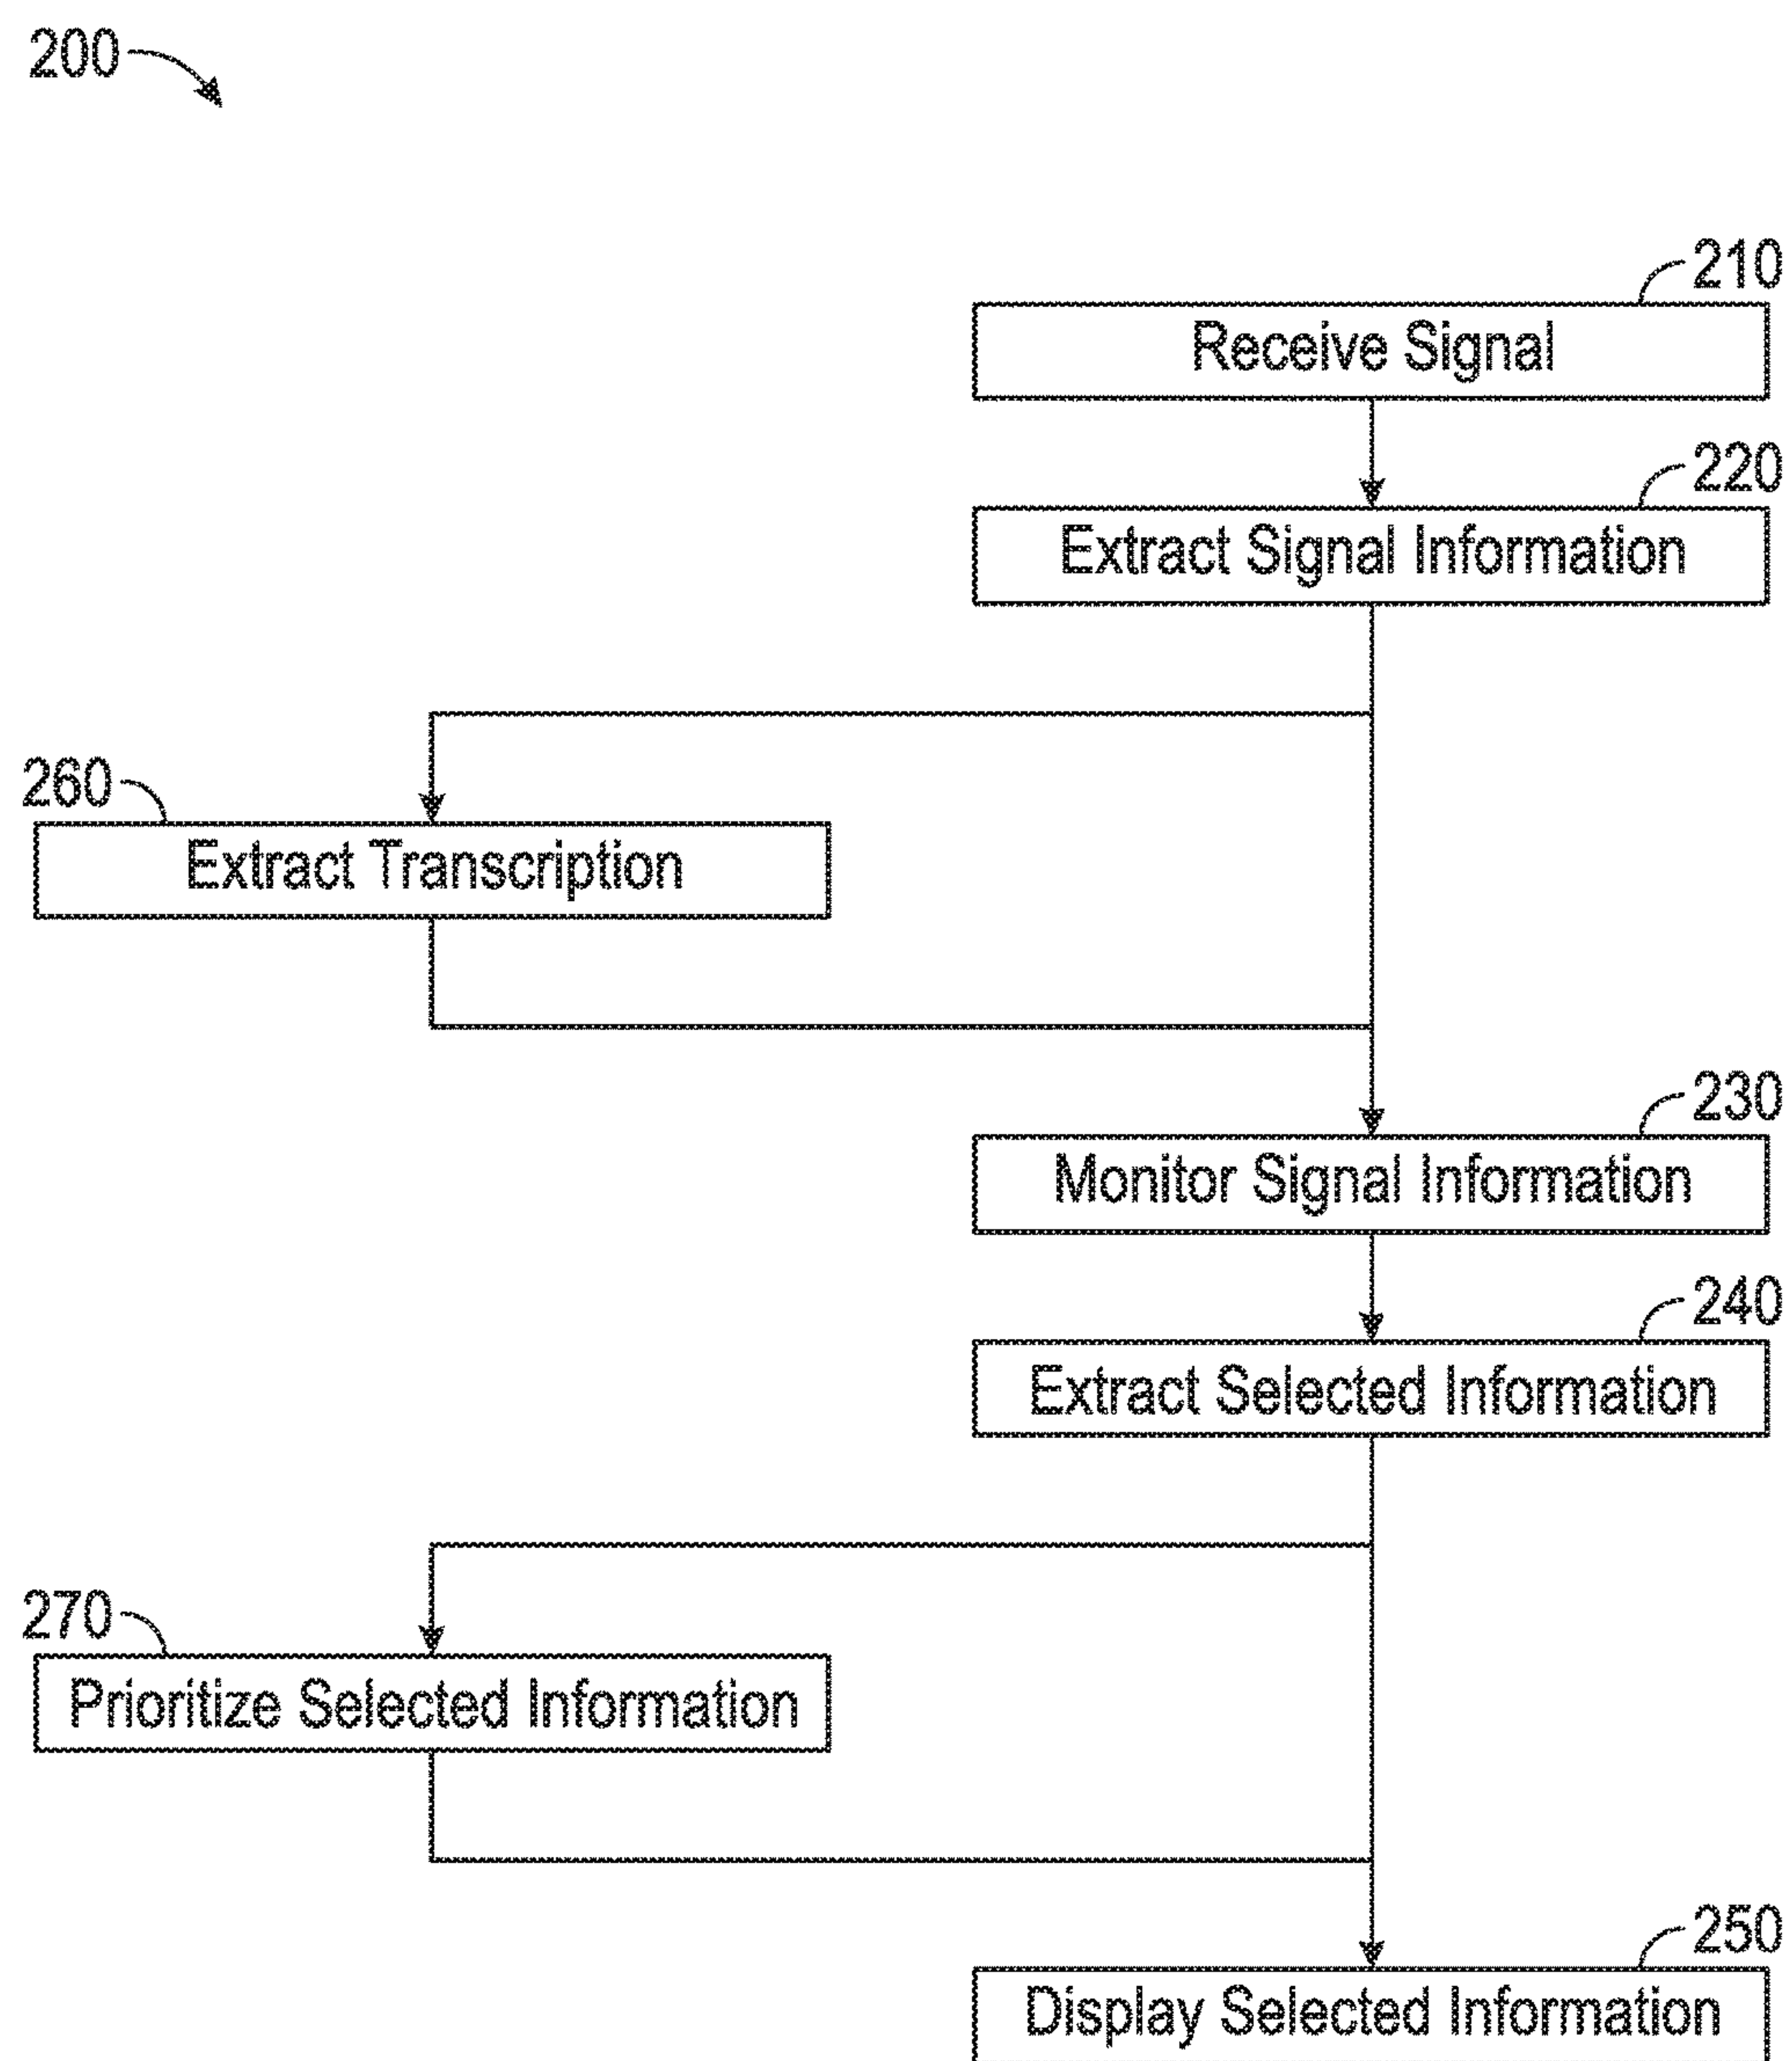 200
210
Receive Signal
220
Extract Signal Information
260
Extract Transcription
230
Monitor Signal Information
240
Extract Selected Information
270
Prioritize Selected Information
250
Display Selected Information